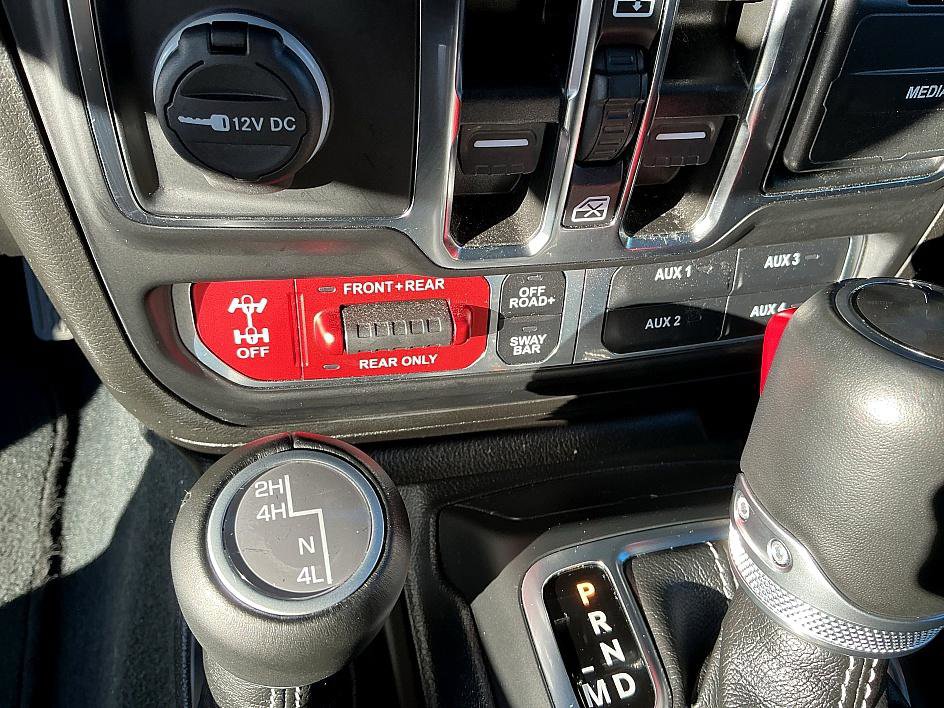 12V DC
MEDIA
FRONT+REAR
OFF
REAR ONLY
OFF
ROAD+
SWAY
BAR
AUX 1
AUX 3
AUX 2
AUX 4
2H
4H
N
4L
P
R
N
D
M